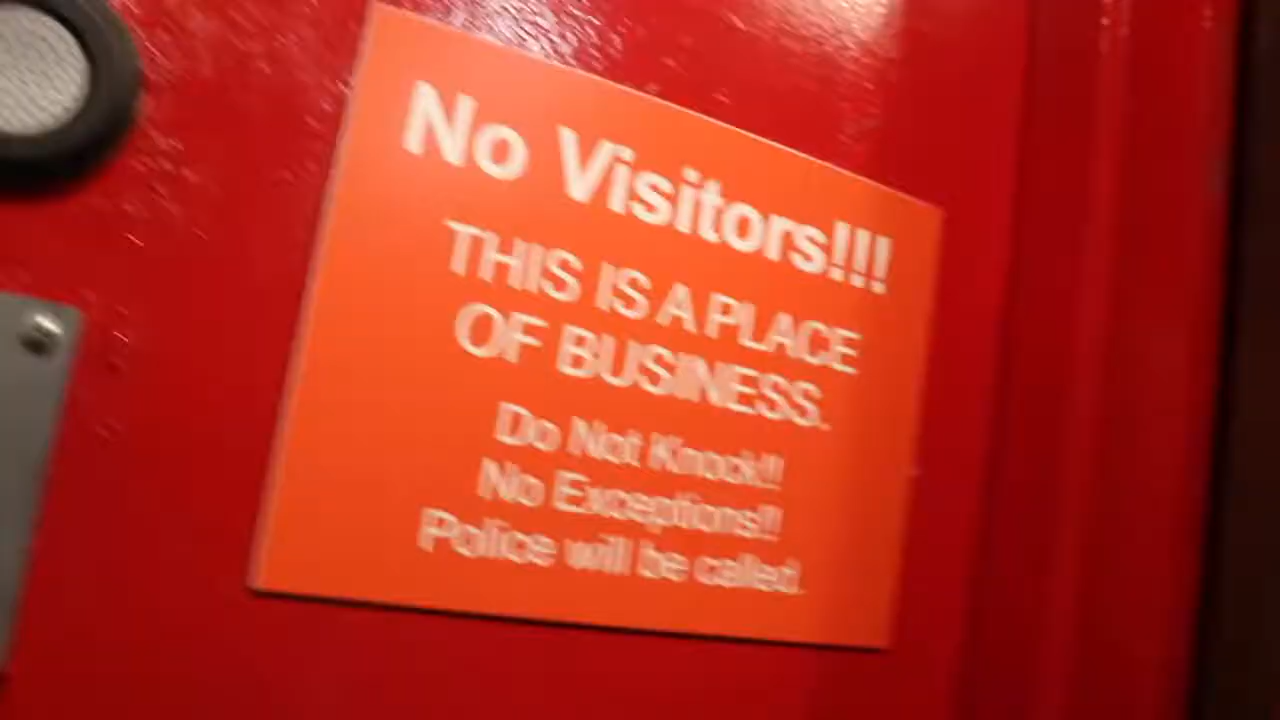 No Visitors!!!
THIS IS A PLACE
OF BUSINESS.
Do Not Knock!!
No Exceptions!!
Police will be called.